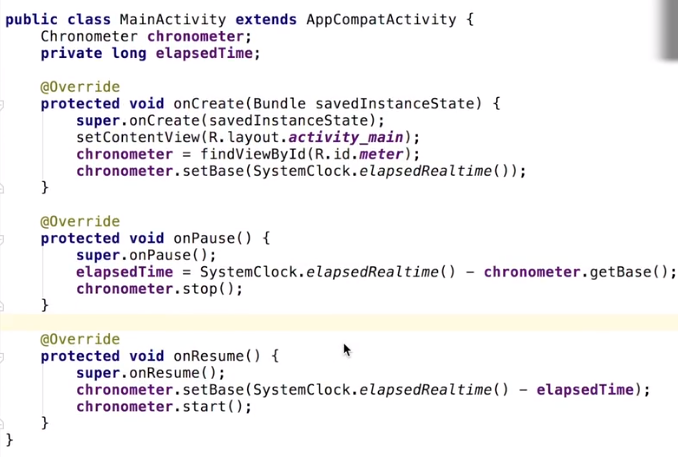 public class MainActivity extends AppCompatActivity {
    Chronometer chronometer;
    private long elapsedTime;

    @Override
    protected void onCreate(Bundle savedInstanceState) {
        super.onCreate(savedInstanceState);
        setContentView(R.layout.activity_main);
        chronometer = findViewById(R.id.meter);
        chronometer.setBase(SystemClock.elapsedRealtime());
    }

    @Override
    protected void onPause() {
        super.onPause();
        elapsedTime = SystemClock.elapsedRealtime() - chronometer.getBase();
        chronometer.stop();
    }

    @Override
    protected void onResume() {
        super.onResume();
        chronometer.setBase(SystemClock.elapsedRealtime() - elapsedTime);
        chronometer.start();
    }
}